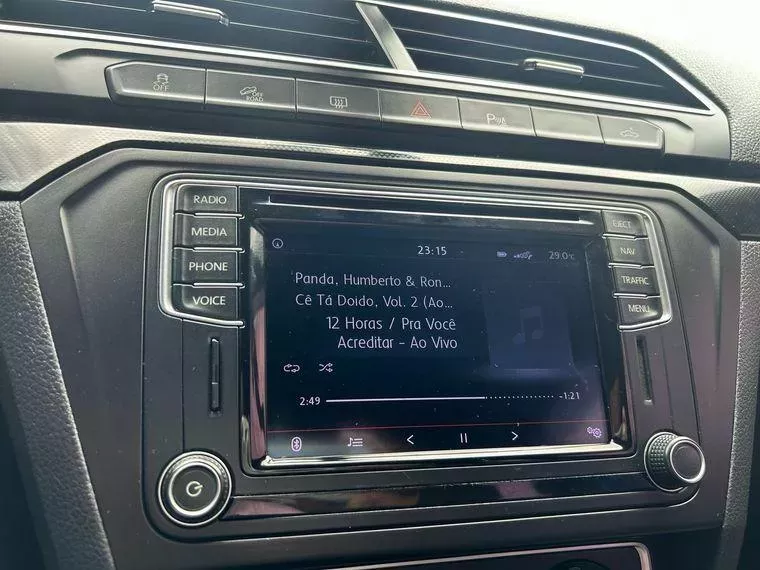 OFF
OFF
ROAD
P
RADIO
MEDIA
PHONE
VOICE
23:15
29.0°C
Panda, Humberto & Ron...
Cê Tá Doido, Vol. 2 (Ao...
12 Horas / Pra Você
Acreditar - Ao Vivo
2:49
-1:21
EJECT
NAV
TRAFFIC
MENU